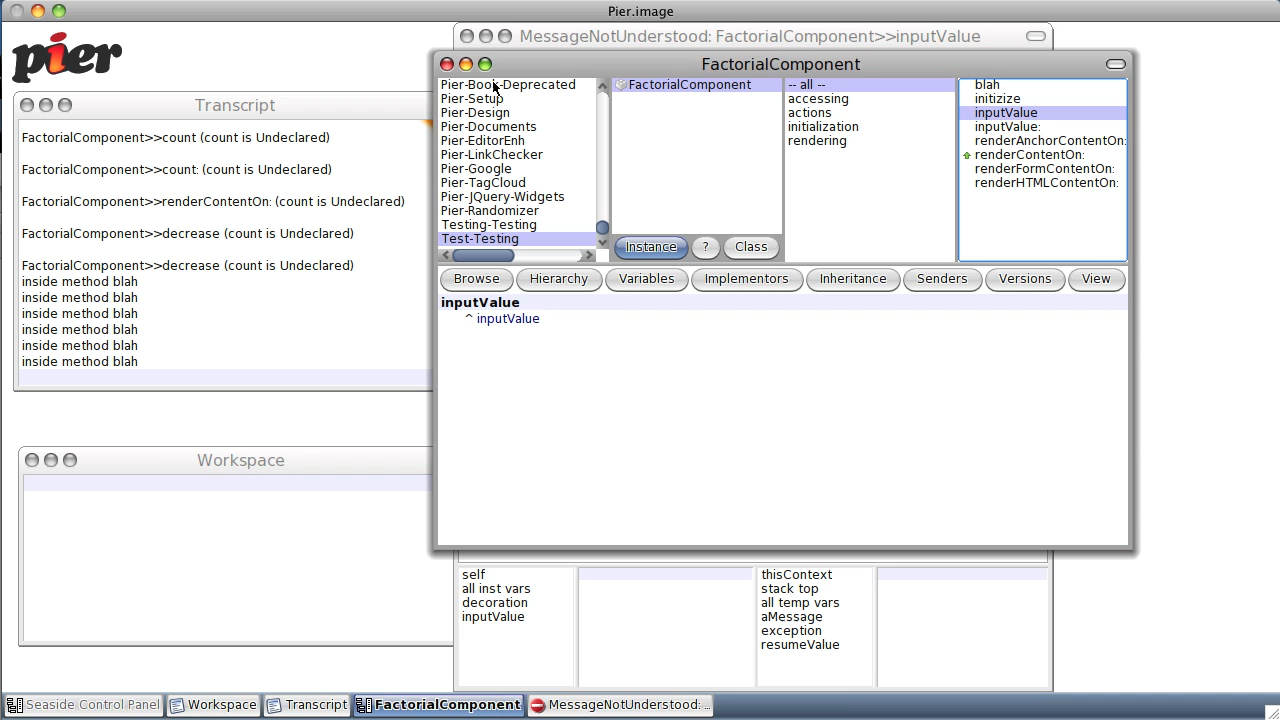 Pier.image
pier
Transcript
FactorialComponent>>count (count is Undeclared)
FactorialComponent>>count: (count is Undeclared)
FactorialComponent>>renderContentOn: (count is Undeclared)
FactorialComponent>>decrease (count is Undeclared)
FactorialComponent>>decrease (count is Undeclared)
inside method blah
inside method blah
inside method blah
inside method blah
inside method blah
inside method blah
Workspace
MessageNotUnderstood: FactorialComponent>>inputValue
FactorialComponent
Pier-Book-Deprecated
Pier-Setup
Pier-Design
Pier-Documents
Pier-EditorEnh
Pier-LinkChecker
Pier-Google
Pier-TagCloud
Pier-JQuery-Widgets
Pier-Randomizer
Testing-Testing
Test-Testing
FactorialComponent
Instance ? Class
-- all --
accessing
actions
initialization
rendering
blah
initizize
inputValue
inputValue:
renderAnchorContentOn:
renderContentOn:
renderFormContentOn:
renderHTMLContentOn:
Browse Hierarchy Variables Implementors Inheritance Senders Versions View
inputValue
^ inputValue
self
all inst vars
decoration
inputValue
thisContext
stack top
all temp vars
aMessage
exception
resumeValue
Seaside Control Panel Workspace Transcript FactorialComponent MessageNotUnderstood: ...